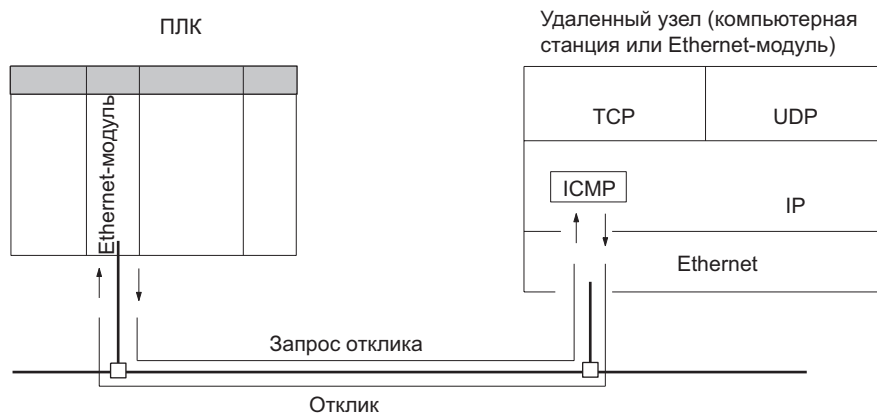 ПЛК
Удаленный узел (компьютерная
станция или Ethernet-модуль)
Ethernet-модуль
TCP
UDP
ICMP
IP
Ethernet
Запрос отклика
Отклик